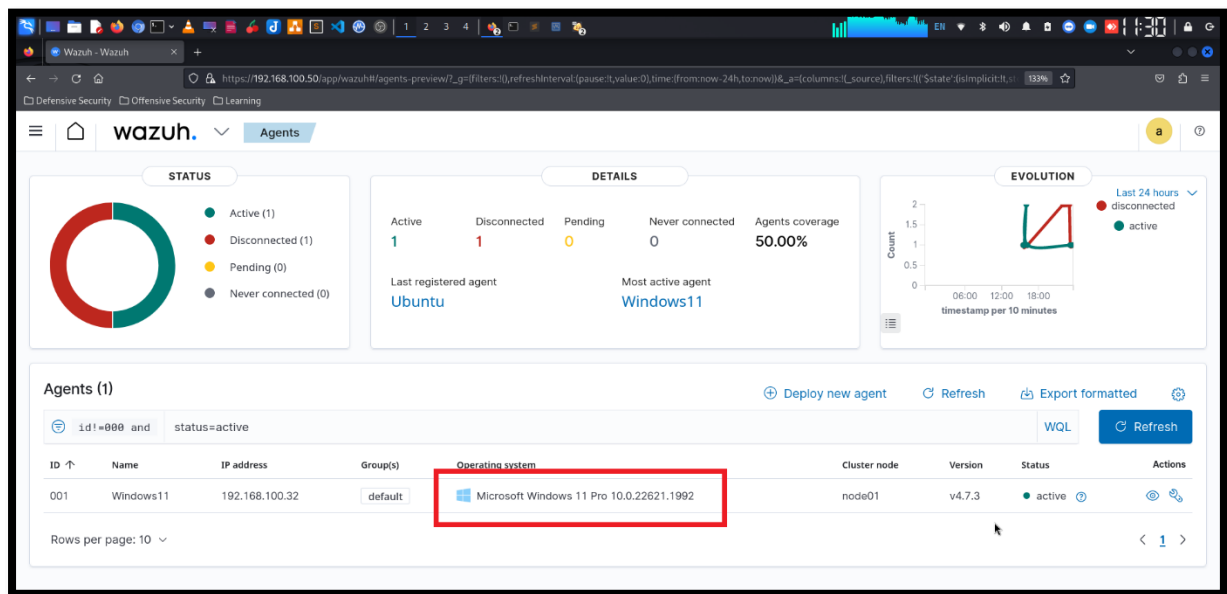 1 2 3 4
EN
11:30
Wazuh - Wazuh
https://192.168.100.50/app/wazuh#/agents-preview/?_g=(filters:!(),refreshInterval:(pause:!t,value:0),time:(from:now-24h,to:now))&_a=(columns:!(_source),filters:!(('$state':(isImplicit:!t,st
133%
Defensive Security Offensive Security Learning
wazuh. Agents
a
STATUS
Active (1)
Disconnected (1)
Pending (0)
Never connected (0)
DETAILS
Active Disconnected Pending Never connected Agents coverage
1 1 0 0 50.00%
Last registered agent Most active agent
Ubuntu Windows11
EVOLUTION
Last 24 hours
disconnected
active
Count
2
1.5
1
0.5
0
06:00 12:00 18:00
timestamp per 10 minutes
Agents (1)
Deploy new agent Refresh Export formatted
id!=000 and status=active WQL Refresh
ID Name IP address Group(s) Operating system Cluster node Version Status Actions
001 Windows11 192.168.100.32 default Microsoft Windows 11 Pro 10.0.22621.1992 node01 v4.7.3 active
Rows per page: 10
1